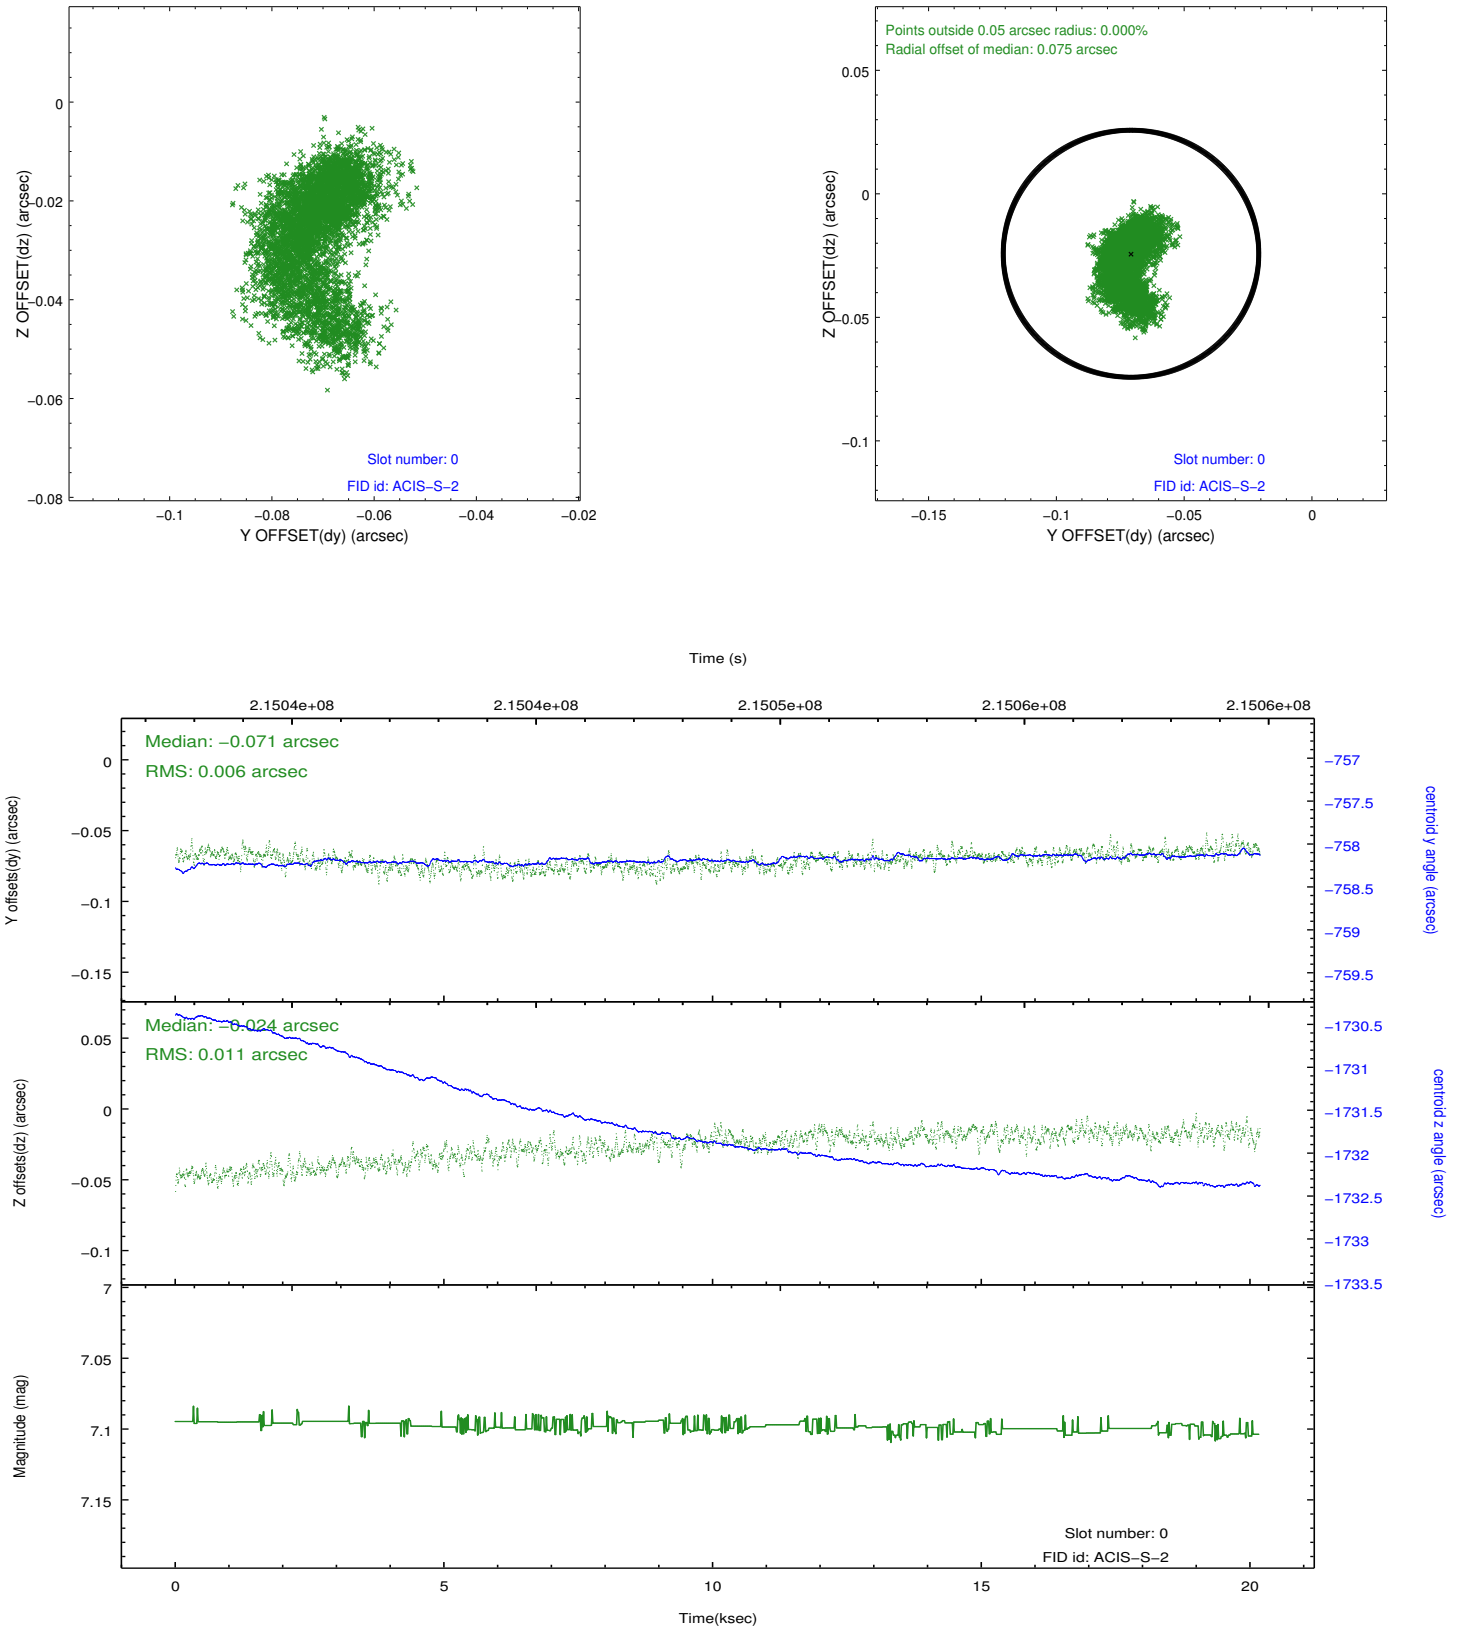 0
−0.02
−0.04
−0.06
−0.08
Z OFFSET(dz) (arcsec)
−0.1
−0.08
−0.06
−0.04
−0.02
Y OFFSET(dy) (arcsec)
Slot number: 0
FID id: ACIS−S−2
Points outside 0.05 arcsec radius: 0.000%
Radial offset of median: 0.075 arcsec
0.05
0
−0.05
−0.1
Z OFFSET(dz) (arcsec)
Slot number: 0
FID id: ACIS−S−2
−0.15
−0.1
−0.05
0
Y OFFSET(dy) (arcsec)
Time (s)
2.1504e+08
2.1504e+08
2.1505e+08
2.1506e+08
2.1506e+08
Median: −0.071 arcsec
RMS: 0.006 arcsec
0
−0.05
−0.1
−0.15
Y offsets(dy) (arcsec)
−757
−757.5
−758
−758.5
−759
−759.5
centroid y angle (arcsec)
Median: −0.024 arcsec
RMS: 0.011 arcsec
0.05
0
−0.05
−0.1
Z offsets(dz) (arcsec)
−1730.5
−1731
−1731.5
−1732
−1732.5
−1733
−1733.5
centroid z angle (arcsec)
7
7.05
7.1
7.15
Magnitude (mag)
Slot number: 0
FID id: ACIS−S−2
0
5
10
15
20
Time(ksec)